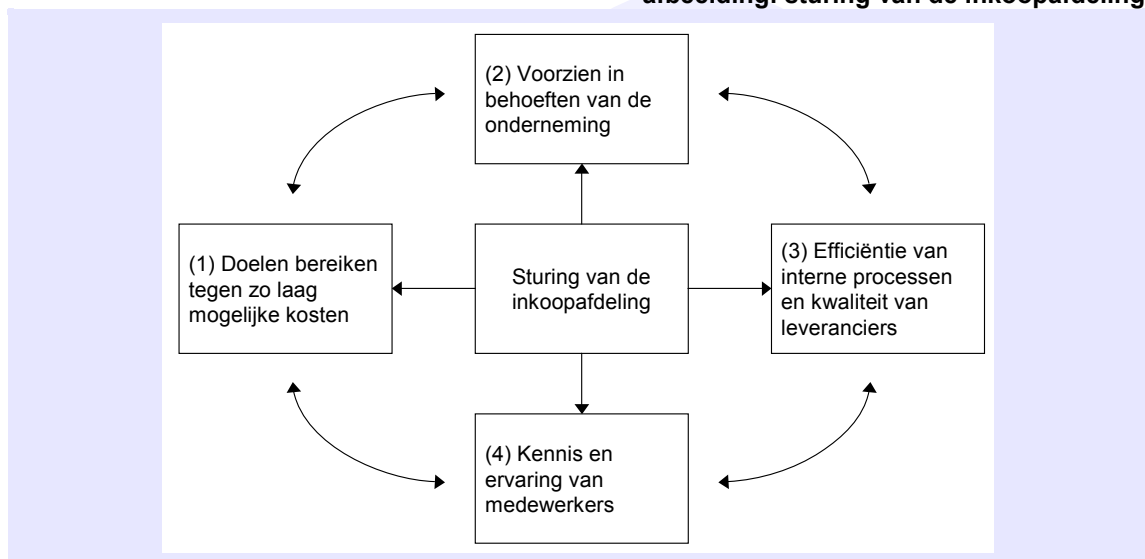 afbeelding: sturing van de inkoopafdeling
(2) Voorzien in
behoeften van de
onderneming
(1) Doelen bereiken
tegen zo laag
mogelijke kosten
Sturing van de
inkoopafdeling
(3) Efficiëntie van
interne processen
en kwaliteit van
leveranciers
(4) Kennis en
ervaring van
medewerkers